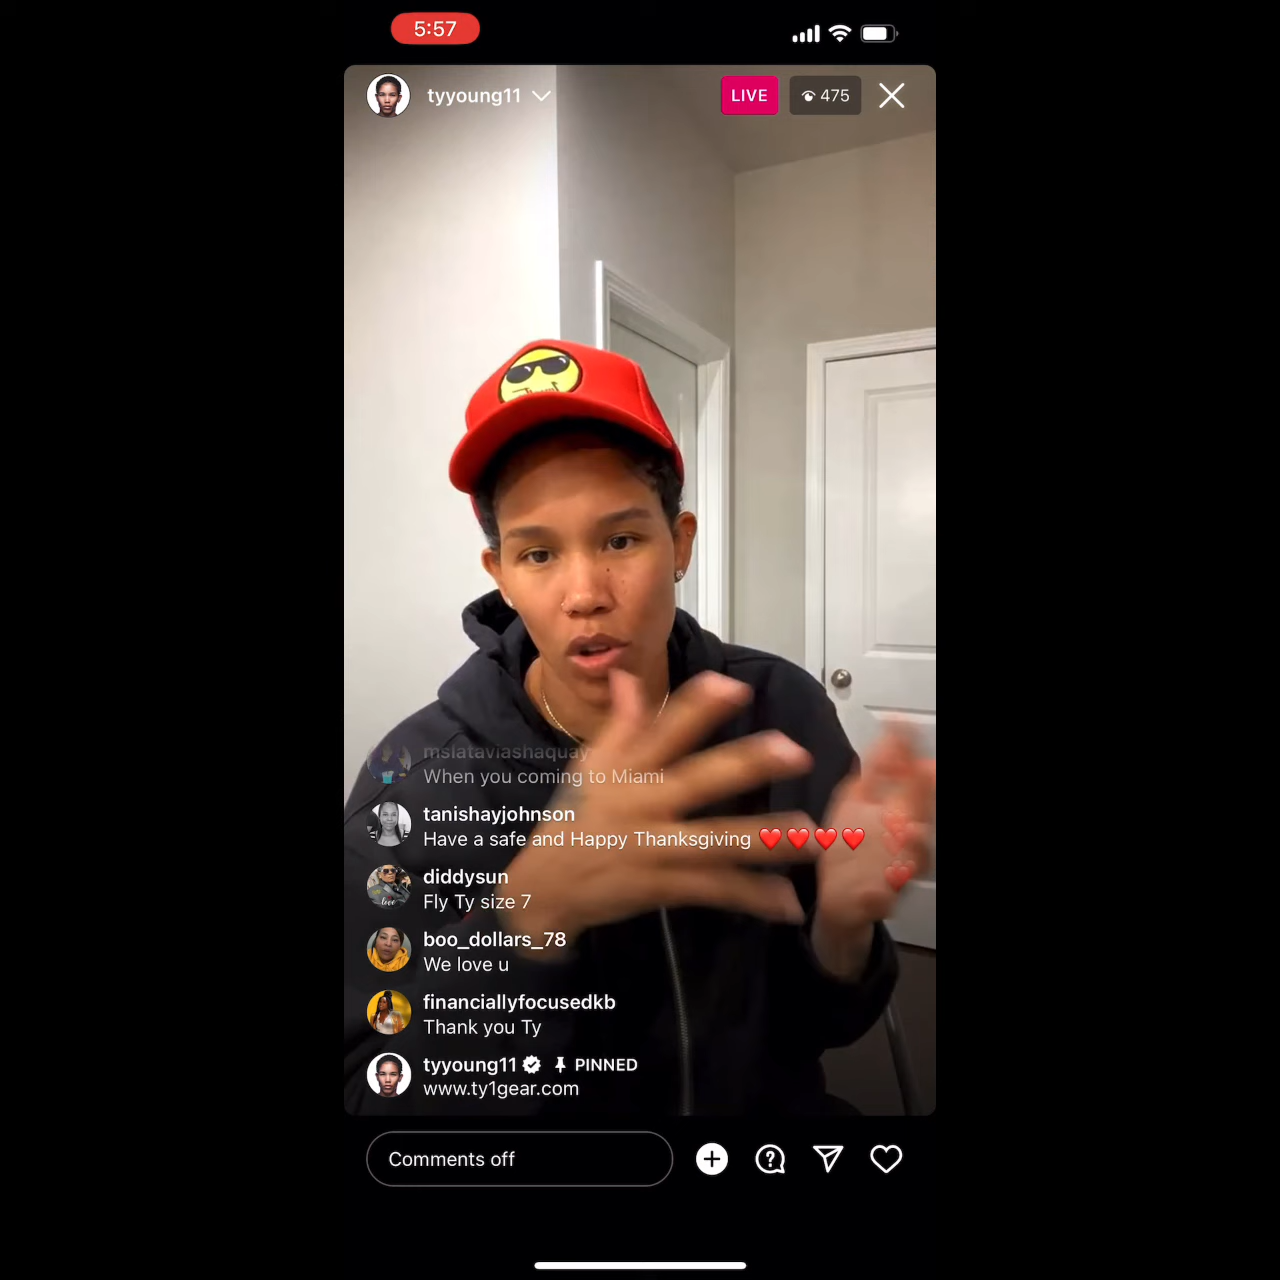 5:57
tyyoung11
LIVE
475
mslataviashaquay
When you coming to Miami
tanishayjohnson
Have a safe and Happy Thanksgiving ❤️❤️❤️❤️
diddysun
Fly Ty size 7
boo_dollars_78
We love u
financiallyfocusedkb
Thank you Ty
tyyoung11 PINNED
www.ty1gear.com
Comments off